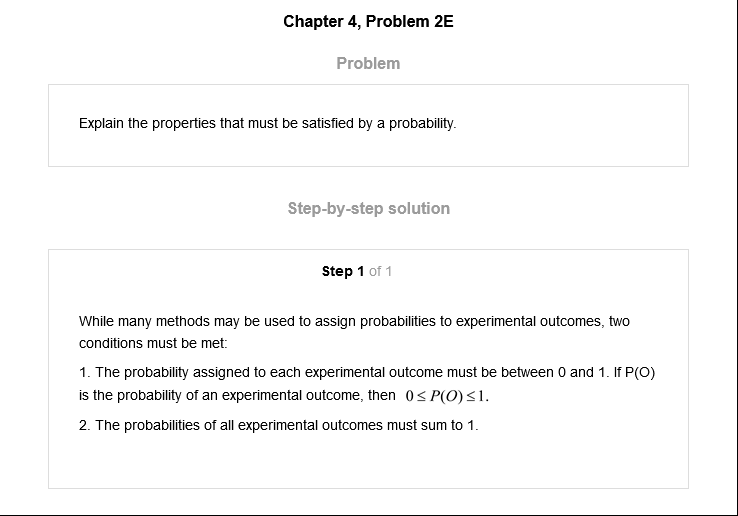 Chapter 4, Problem 2E
Problem
Explain the properties that must be satisfied by a probability.
Step-by-step solution
Step 1 of 1
While many methods may be used to assign probabilities to experimental outcomes, two
conditions must be met:
1. The probability assigned to each experimental outcome must be between 0 and 1. If P(O)
is the probability of an experimental outcome, then 0 ≤ P(O) ≤ 1.
2. The probabilities of all experimental outcomes must sum to 1.